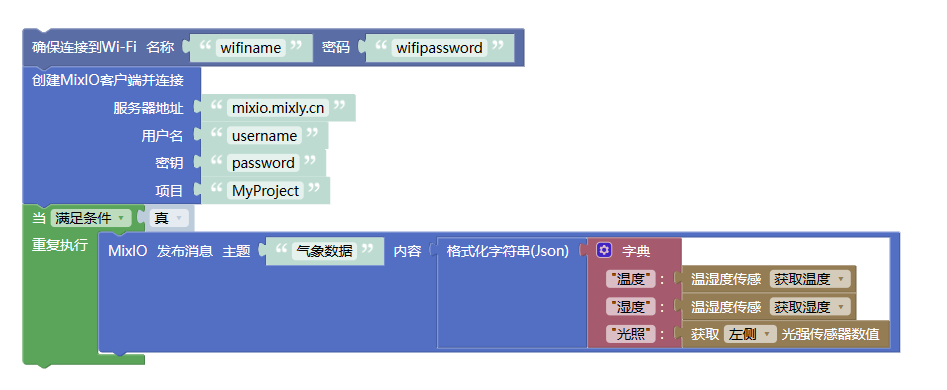 确保连接到Wi-Fi 名称 “ wifiname ” 密码 “ wifipassword ”
创建MixIO客户端并连接
服务器地址 “ mixio.mixly.cn ”
用户名 “ username ”
密钥 “ password ”
项目 “ MyProject ”
当 满足条件 真
重复执行 MixIO 发布消息 主题 “ 气象数据 ” 内容 格式化字符串(Json) 字典
"温度" : 温湿度传感 获取温度
"湿度" : 温湿度传感 获取湿度
"光照" : 获取 左侧 光强传感器数值